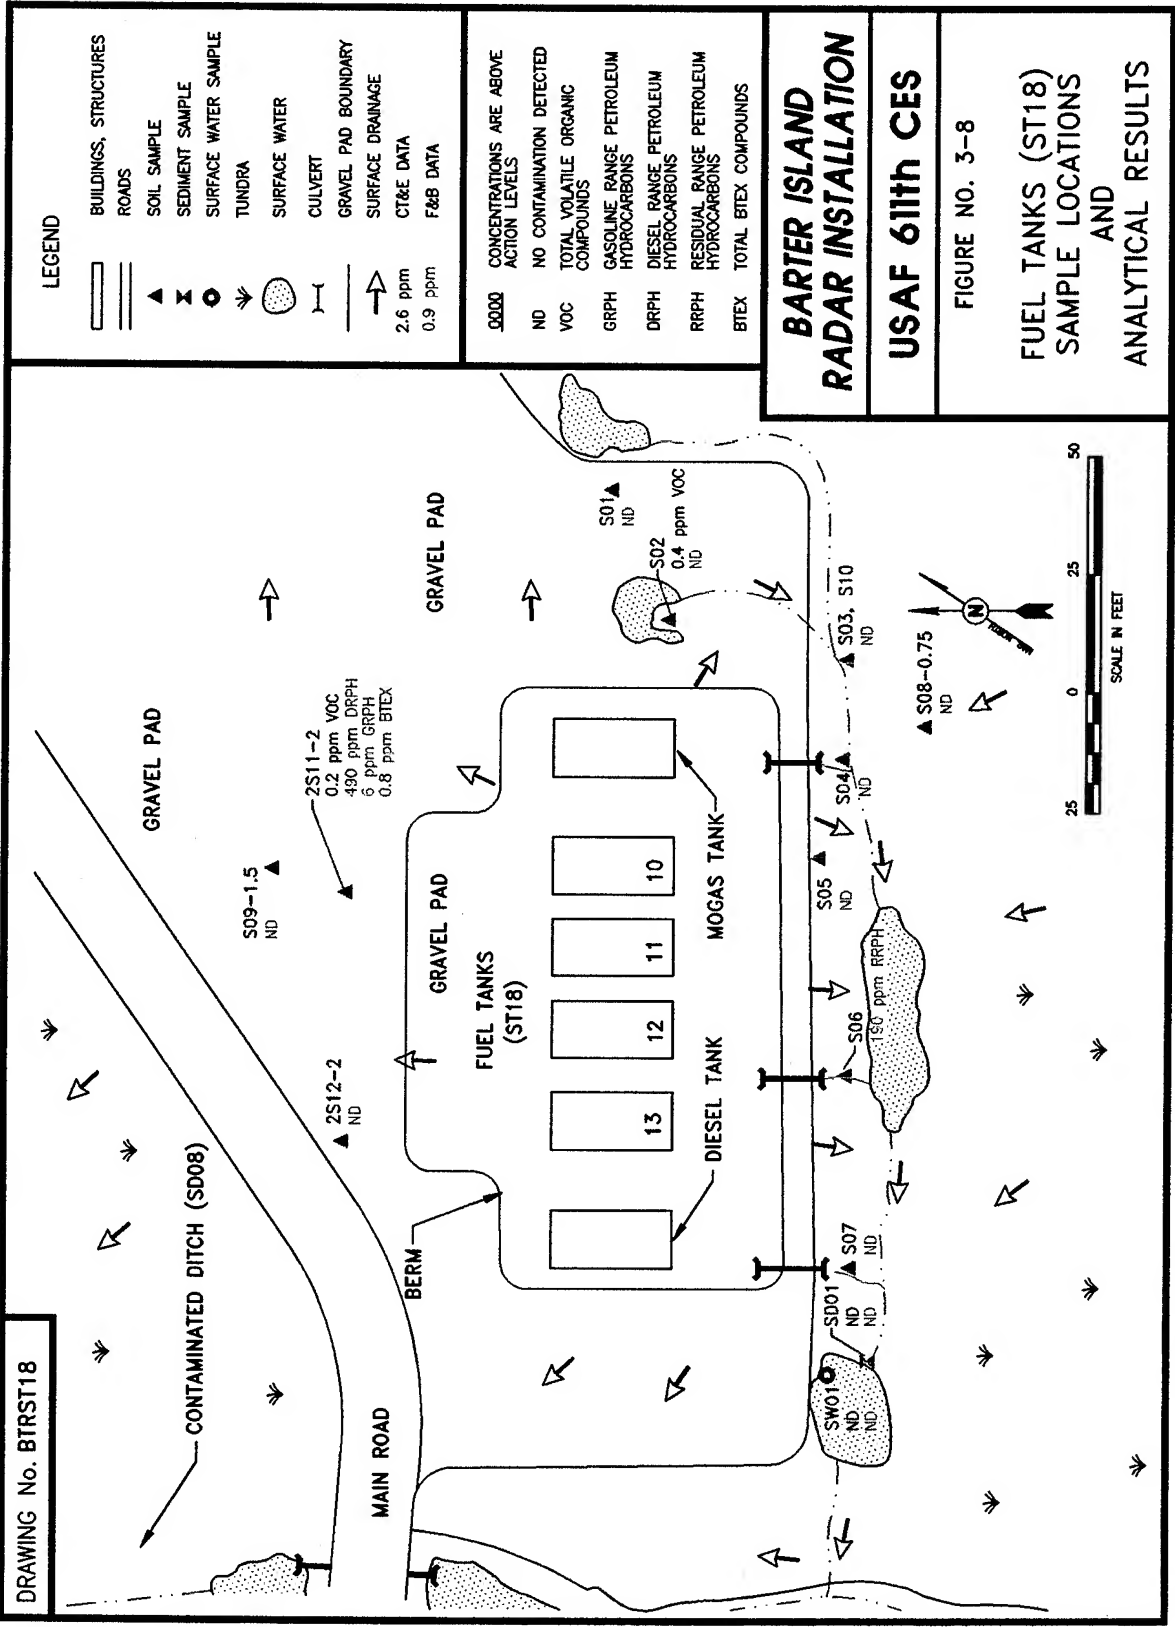 DRAWING No. BTRST18
CONTAMINATED DITCH (SD08)
MAIN ROAD
GRAVEL PAD
GRAVEL PAD
GRAVEL PAD
S09-1.5
ND
2S12-2
ND
2S11-2
0.2 ppm VOC
490 ppm DRPH
6 ppm GRPH
0.8 ppm BTEX
BERM
FUEL TANKS
(ST18)
13
12
11
10
DIESEL TANK
MOGAS TANK
S01
ND
S02
0.4 ppm VOC
ND
SW01
ND
ND
SD01
ND
ND
S07
ND
S06
190 ppm RRPH
S05
ND
S04
ND
S03, S10
ND
S08-0.75
ND
N
25
0
25
50
SCALE IN FEET
LEGEND
BUILDINGS, STRUCTURES
ROADS
SOIL SAMPLE
SEDIMENT SAMPLE
SURFACE WATER SAMPLE
TUNDRA
SURFACE WATER
CULVERT
GRAVEL PAD BOUNDARY
SURFACE DRAINAGE
2.6 ppm CT&E DATA
0.9 ppm F&B DATA
0000 CONCENTRATIONS ARE ABOVE
ACTION LEVELS
ND NO CONTAMINATION DETECTED
VOC TOTAL VOLATILE ORGANIC
COMPOUNDS
GRPH GASOLINE RANGE PETROLEUM
HYDROCARBONS
DRPH DIESEL RANGE PETROLEUM
HYDROCARBONS
RRPH RESIDUAL RANGE PETROLEUM
HYDROCARBONS
BTEX TOTAL BTEX COMPOUNDS
BARTER ISLAND
RADAR INSTALLATION
USAF 611th CES
FIGURE NO. 3-8
FUEL TANKS (ST18)
SAMPLE LOCATIONS
AND
ANALYTICAL RESULTS